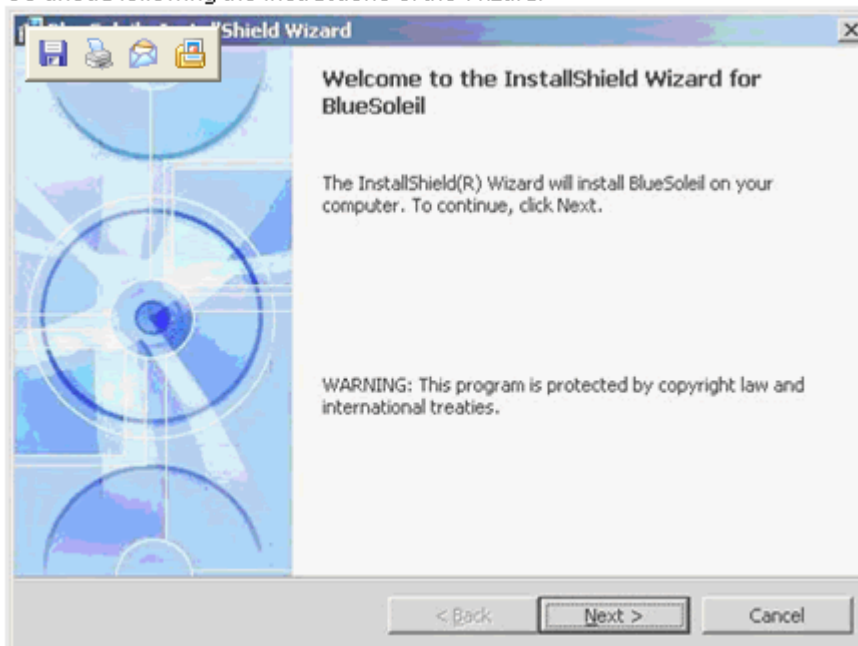 Shield Wizard
Welcome to the InstallShield Wizard for
BlueSoleil
The InstallShield(R) Wizard will install BlueSoleil on your
computer. To continue, click Next.
WARNING: This program is protected by copyright law and
international treaties.
< Back
Next >
Cancel